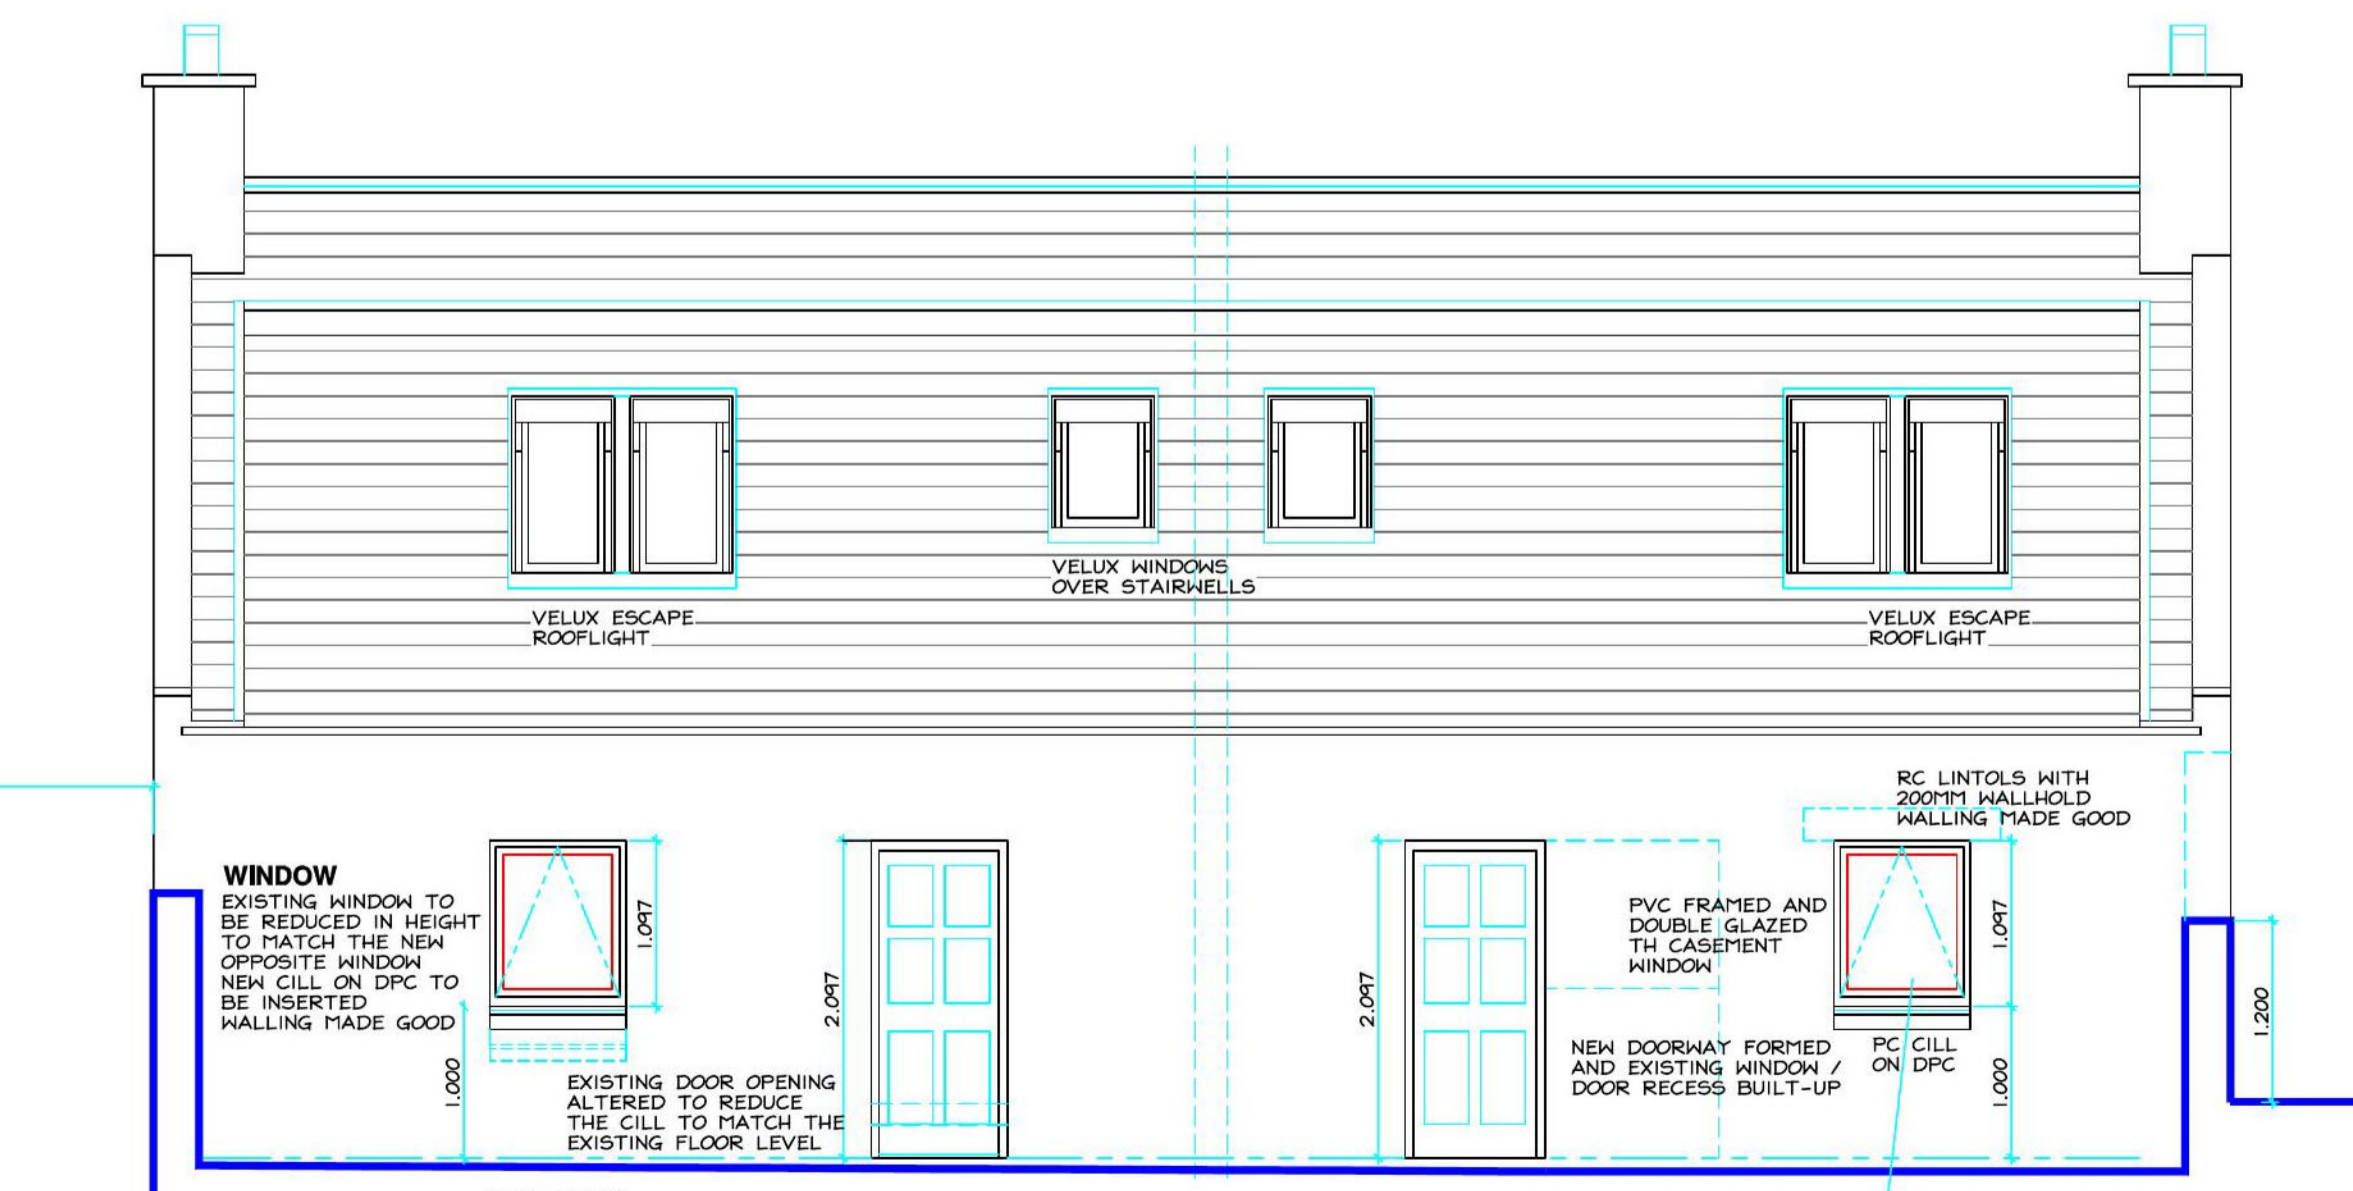 VELUX WINDOWS
OVER STAIRWELLS
VELUX ESCAPE
ROOFLIGHT
VELUX ESCAPE
ROOFLIGHT
RC LINTOLS WITH
200MM WALLHOLD
WALLING MADE GOOD
WINDOW
EXISTING WINDOW TO
BE REDUCED IN HEIGHT
TO MATCH THE NEW
OPPOSITE WINDOW
NEW CILL ON DPC TO
BE INSERTED
WALLING MADE GOOD
1.097
1.000
EXISTING DOOR OPENING
ALTERED TO REDUCE
THE CILL TO MATCH THE
EXISTING FLOOR LEVEL
2.097
2.097
PVC FRAMED AND
DOUBLE GLAZED
TH CASEMENT
WINDOW
NEW DOORWAY FORMED
AND EXISTING WINDOW /
DOOR RECESS BUILT-UP
PC CILL
ON DPC
1.097
1.000
1.200